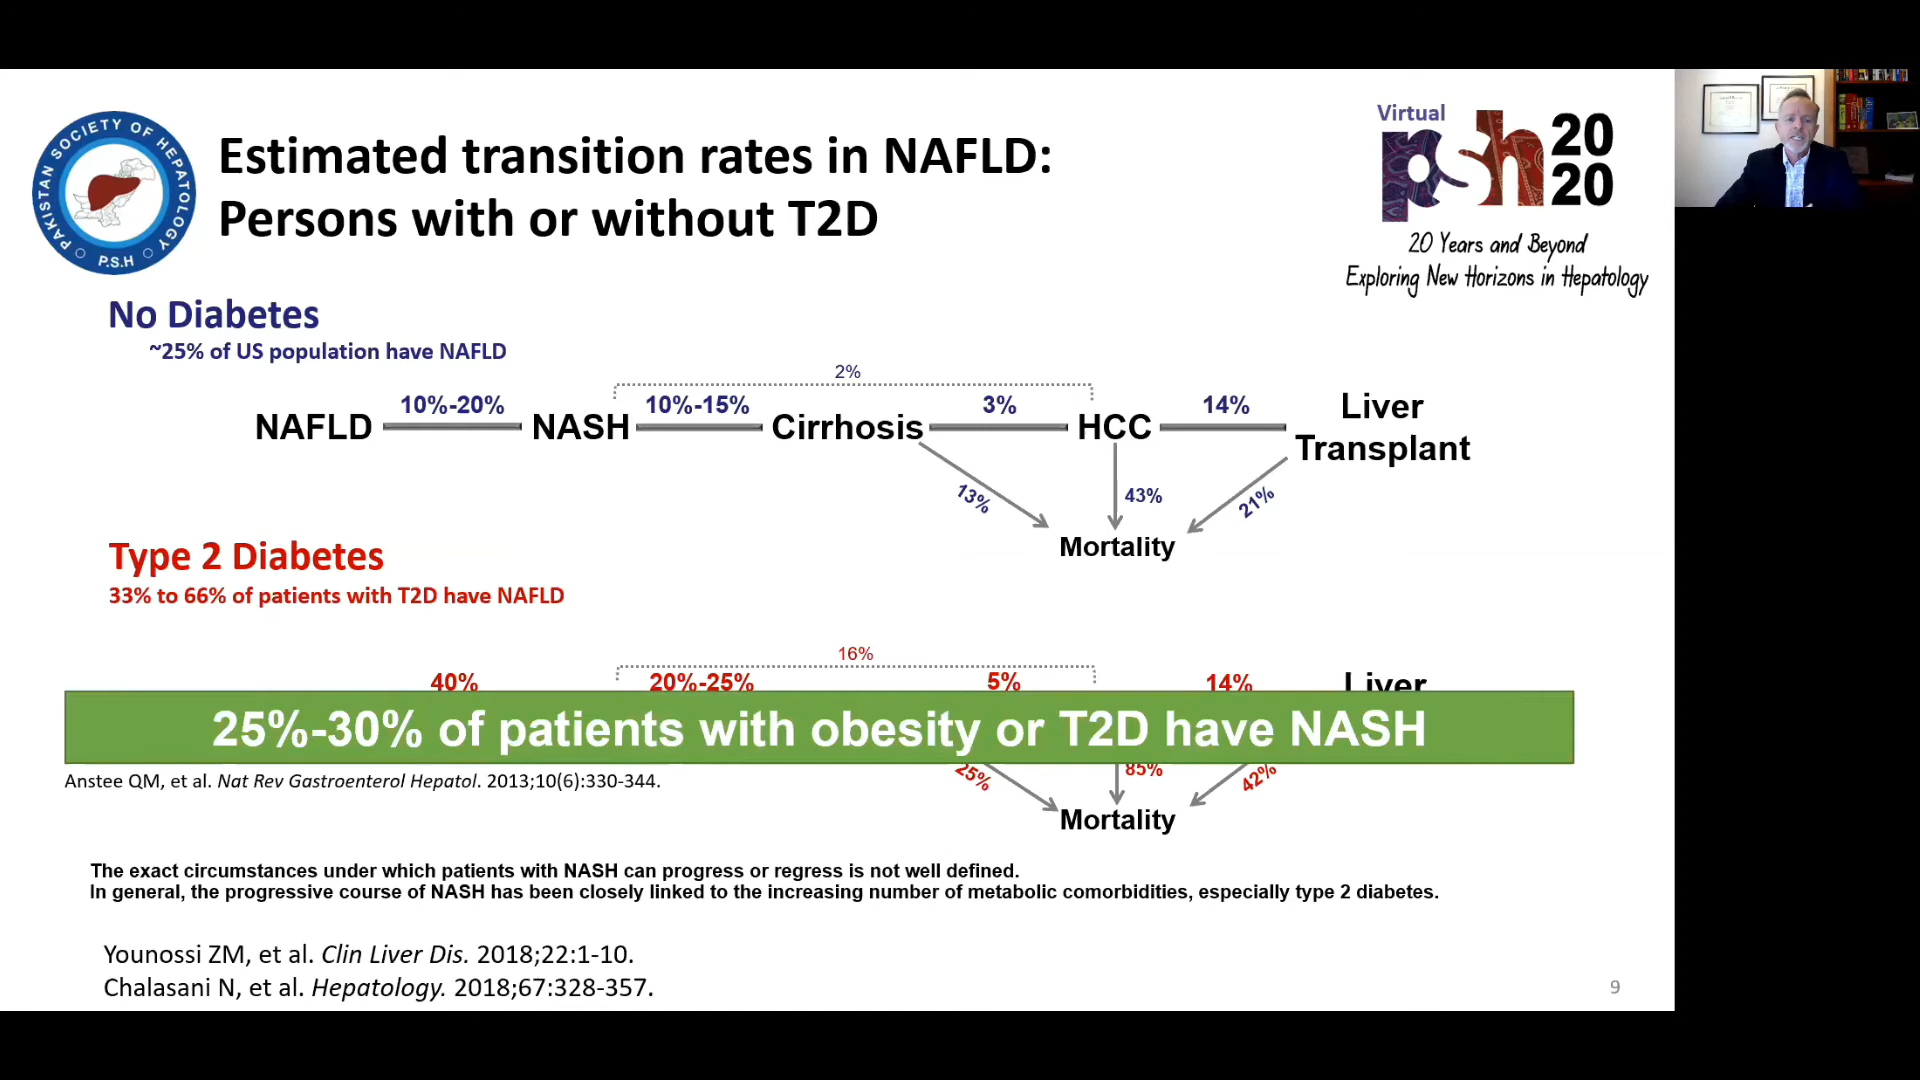 PAKISTAN SOCIETY OF HEPATOLOGY
P.S.H
Estimated transition rates in NAFLD:
Persons with or without T2D
Virtual
psh 20
20
20 Years and Beyond
Exploring New Horizons in Hepatology
No Diabetes
~25% of US population have NAFLD
2%
10%-20% 10%-15% 3% 14%
NAFLD NASH Cirrhosis HCC Liver
Transplant
13% 43% 21%
Mortality
Type 2 Diabetes
33% to 66% of patients with T2D have NAFLD
16%
40% 20%-25% 5% 14% Liver
25%-30% of patients with obesity or T2D have NASH
25% 85% 42%
Anstee QM, et al. Nat Rev Gastroenterol Hepatol. 2013;10(6):330-344.
Mortality
The exact circumstances under which patients with NASH can progress or regress is not well defined.
In general, the progressive course of NASH has been closely linked to the increasing number of metabolic comorbidities, especially type 2 diabetes.
Younossi ZM, et al. Clin Liver Dis. 2018;22:1-10.
Chalasani N, et al. Hepatology. 2018;67:328-357.
9